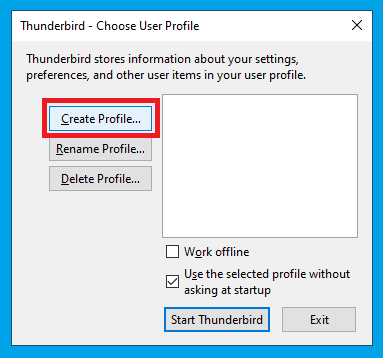 Thunderbird - Choose User Profile
Thunderbird stores information about your settings,
preferences, and other user items in your user profile.
Create Profile...
Rename Profile...
Delete Profile...
Work offline
Use the selected profile without
asking at startup
Start Thunderbird
Exit